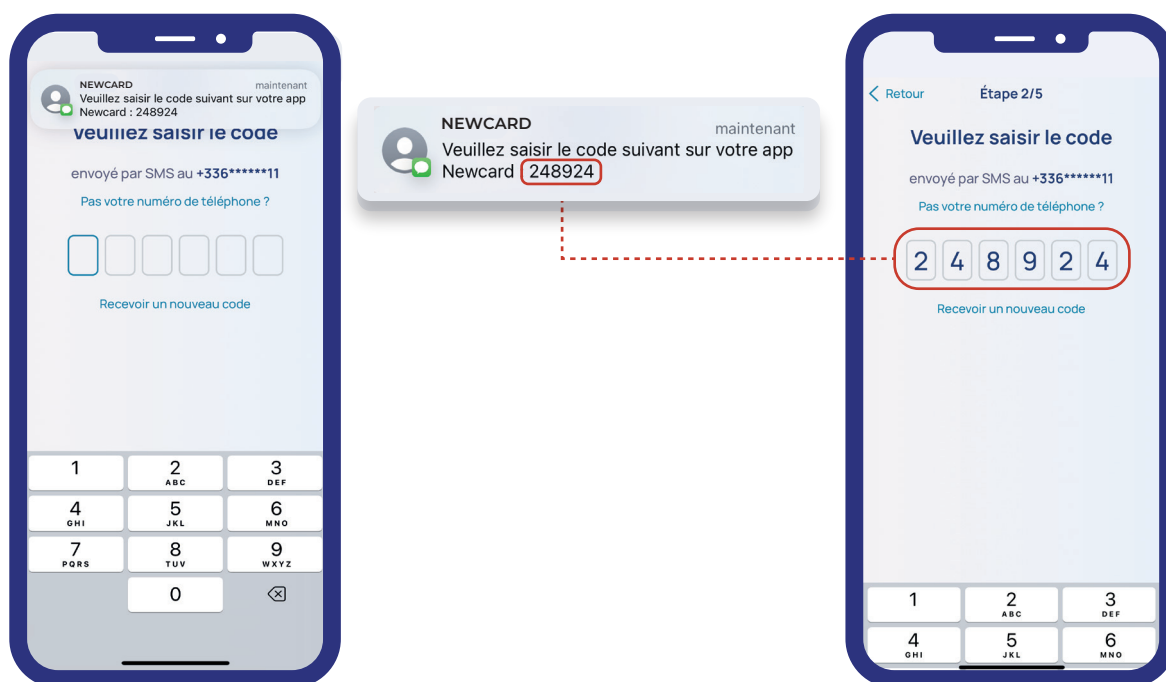 NEWCARD
maintenant
Veuillez saisir le code suivant sur votre app
Newcard : 248924
Veuillez saisir le code
envoyé par SMS au +336******11
Pas votre numéro de téléphone ?
Recevoir un nouveau code
1
2
ABC
3
DEF
4
GHI
5
JKL
6
MNO
7
PQRS
8
TUV
9
WXYZ
0
NEWCARD
maintenant
Veuillez saisir le code suivant sur votre app
Newcard : 248924
Retour
Étape 2/5
Veuillez saisir le code
envoyé par SMS au +336******11
Pas votre numéro de téléphone ?
2 4 8 9 2 4
Recevoir un nouveau code
1
2
ABC
3
DEF
4
GHI
5
JKL
6
MNO